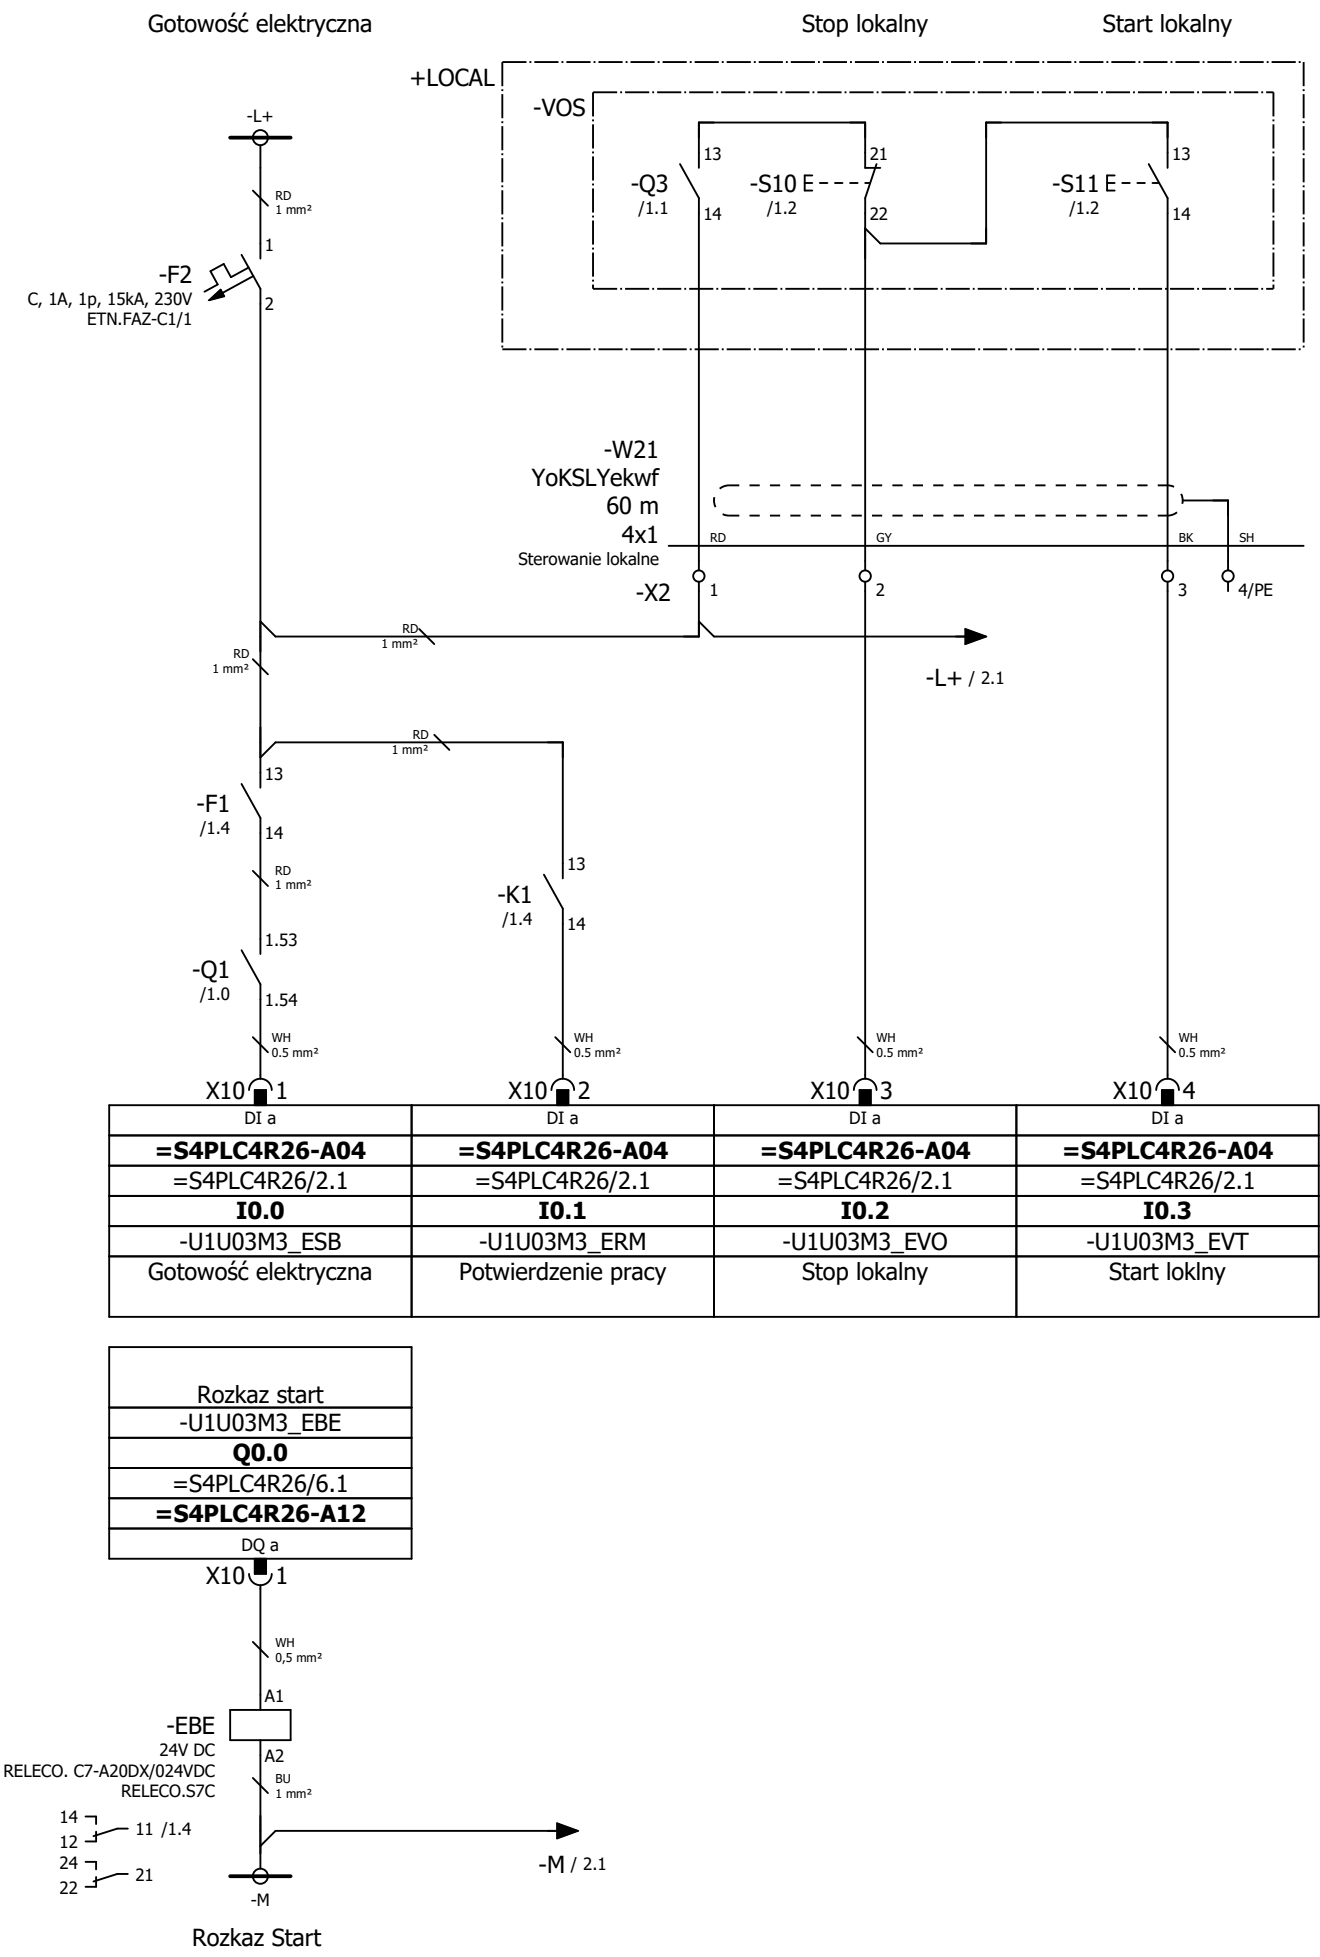 Gotowość elektryczna
Stop lokalny
Start lokalny
+LOCAL
-VOS
-L+
13
21
13
-Q3
/1.1
-S10
/1.2
-S11
/1.2
14
22
14
RD
1 mm²
1
-F2
C, 1A, 1p, 15kA, 230V
ETN.FAZ-C1/1
2
-W21
YoKSLYekwf
60 m
4x1
Sterowanie lokalne
RD
GY
BK
SH
-X2
1
2
3
4/PE
RD
1 mm²
RD
1 mm²
-L+ / 2.1
RD
1 mm²
13
-F1
/1.4
14
RD
1 mm²
13
-K1
/1.4
14
1.53
-Q1
/1.0
1.54
WH
0.5 mm²
WH
0.5 mm²
WH
0.5 mm²
WH
0.5 mm²
X10 1
X10 2
X10 3
X10 4
DI a
DI a
DI a
DI a
=S4PLC4R26-A04
=S4PLC4R26-A04
=S4PLC4R26-A04
=S4PLC4R26-A04
=S4PLC4R26/2.1
=S4PLC4R26/2.1
=S4PLC4R26/2.1
=S4PLC4R26/2.1
I0.0
I0.1
I0.2
I0.3
-U1U03M3_ESB
-U1U03M3_ERM
-U1U03M3_EVO
-U1U03M3_EVT
Gotowość elektryczna
Potwierdzenie pracy
Stop lokalny
Start loklny
Rozkaz start
-U1U03M3_EBE
Q0.0
=S4PLC4R26/6.1
=S4PLC4R26-A12
DQ a
X10 1
WH
0,5 mm²
A1
-EBE
24V DC
RELECO. C7-A20DX/024VDC
RELECO.S7C
A2
BU
1 mm²
14
12
11 /1.4
24
22
21
-M / 2.1
-M
Rozkaz Start